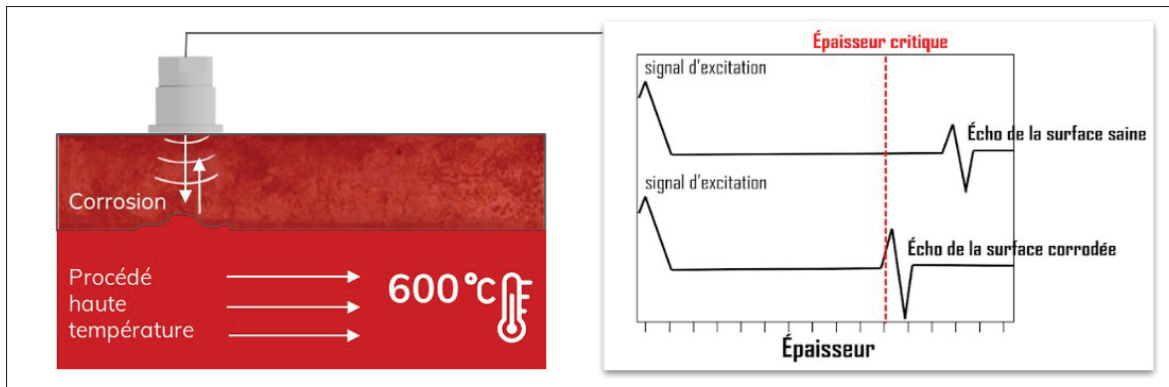 Corrosion
Procédé
haute
température
600°C
Épaisseur critique
signal d'excitation
Écho de la surface saine
signal d'excitation
Écho de la surface corrodée
Épaisseur